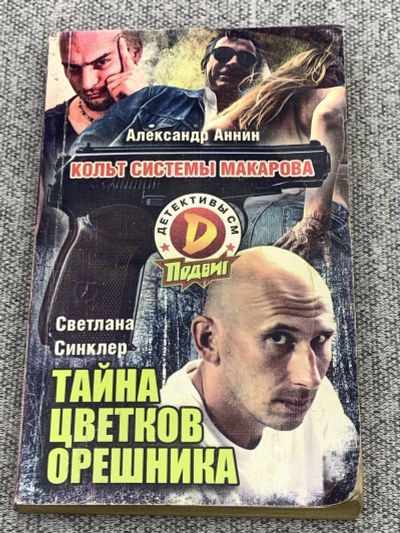 Александр Аннин
КОЛЬТ СИСТЕМЫ МАКАРОВА
ДЕТЕКТИВЫ СМ
D
Подвиг
Светлана
Синклер
ТАЙНА
ЦВЕТКОВ
ОРЕШНИКА